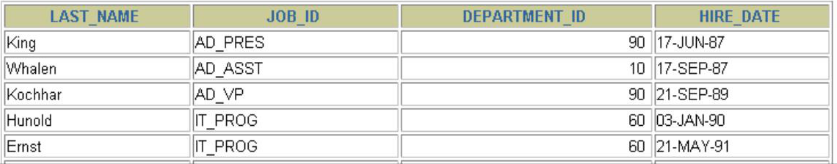 LAST_NAME JOB_ID DEPARTMENT_ID HIRE_DATE
King AD_PRES 90 17-JUN-87
Whalen AD_ASST 10 17-SEP-87
Kochhar AD_VP 90 21-SEP-89
Hunold IT_PROG 60 03-JAN-90
Ernst IT_PROG 60 21-MAY-91